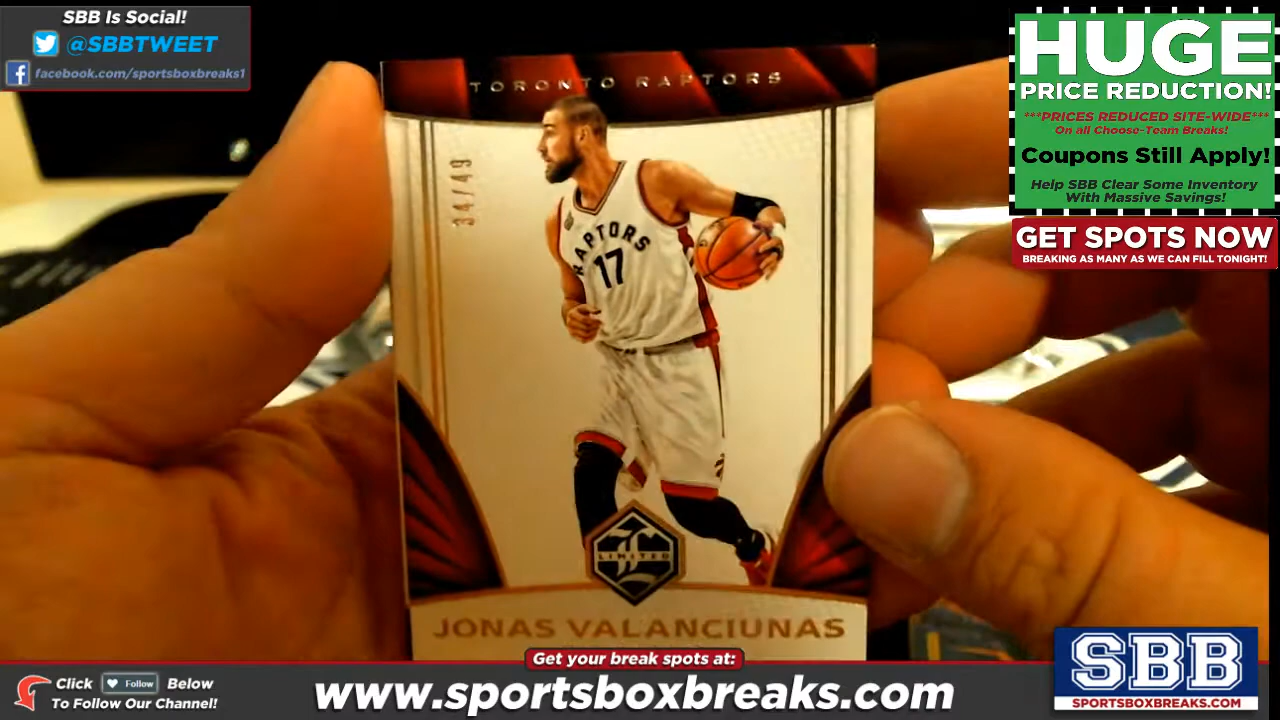 SBB Is Social!
@SBBTWEET
facebook.com/sportsboxbreaks1
HUGE
PRICE REDUCTION!
***PRICES REDUCED SITE-WIDE***
On all Choose-Team Breaks!
Coupons Still Apply!
Help SBB Clear Some Inventory
With Massive Savings!
GET SPOTS NOW
BREAKING AS MANY AS WE CAN FILL TONIGHT!
TORONTO RAPTORS
34/49
RAPTORS
17
LIMITED
JONAS VALANCIUNAS
Get your break spots at:
Click Follow Below
To Follow Our Channel!
www.sportsboxbreaks.com
SBB
SPORTSBOXBREAKS.COM